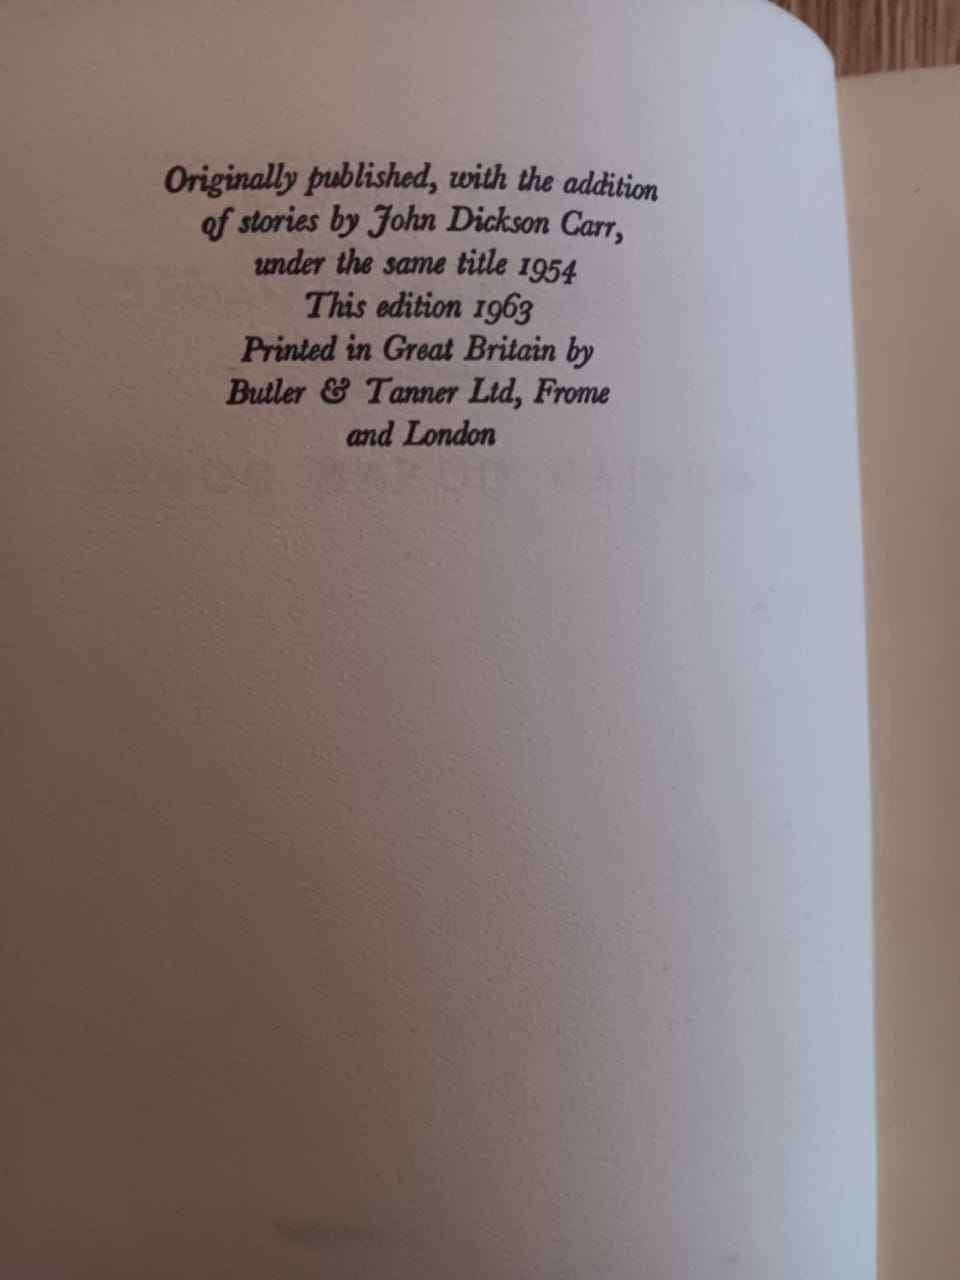 Originally published, with the addition
of stories by John Dickson Carr,
under the same title 1954
This edition 1963
Printed in Great Britain by
Butler & Tanner Ltd, Frome
and London